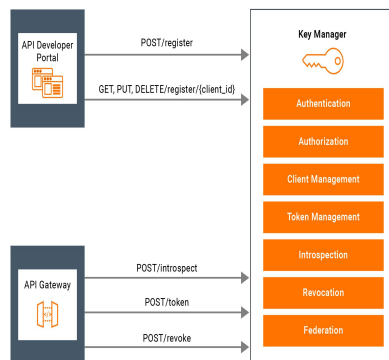 API Developer
Portal
POST/register
GET, PUT, DELETE/register/{client_id}
Key Manager
Authentication
Authorization
Client Management
Token Management
Introspection
Revocation
Federation
API Gateway
</>
POST/introspect
POST/token
POST/revoke